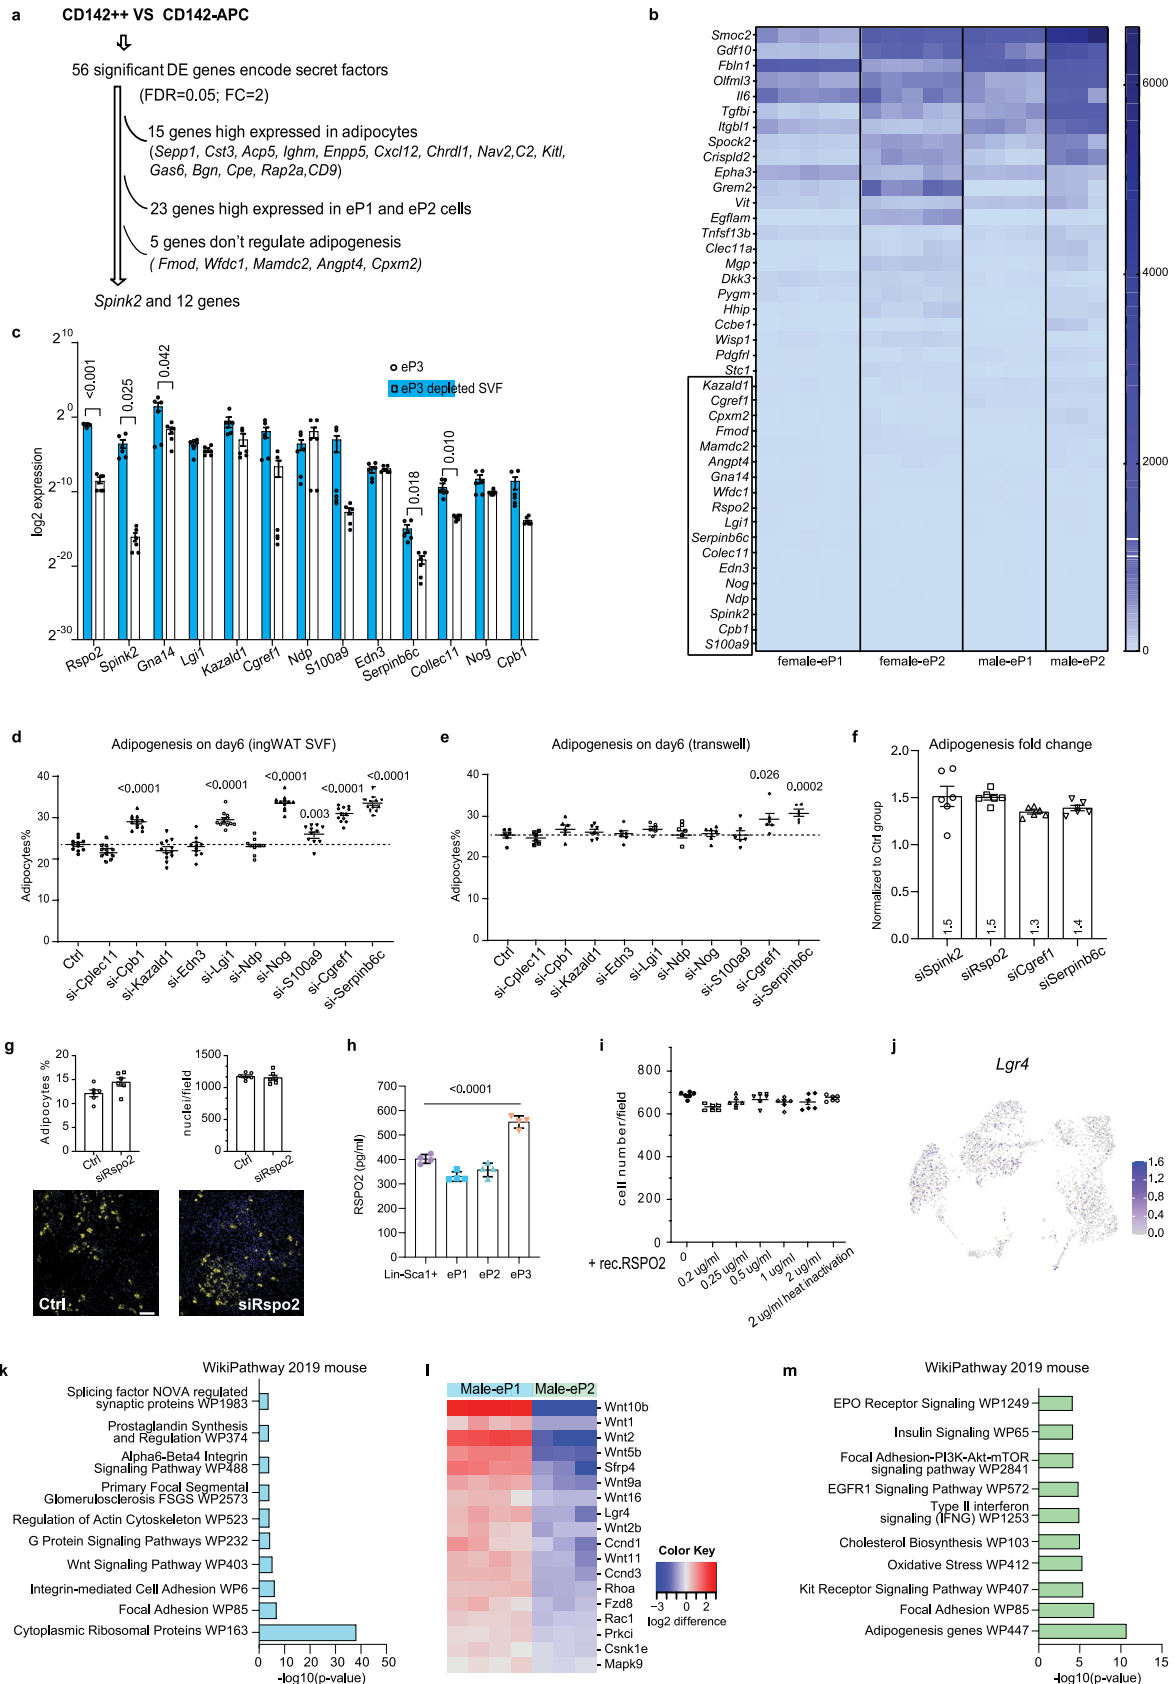 a
CD142++ VS CD142-APC
56 significant DE genes encode secret factors
(FDR=0.05; FC=2)
15 genes high expressed in adipocytes
(Sepp1, Cst3, Acp5, Ighm, Enpp5, Cxcl12, Chrdl1, Nav2,C2, Kitl,
Gas6, Bgn, Cpe, Rap2a,CD9)
23 genes high expressed in eP1 and eP2 cells
5 genes don't regulate adipogenesis
( Fmod, Wfdc1, Mamdc2, Angpt4, Cpxm2)
Spink2 and 12 genes
b
Smoc2
Gdf10
Fbln1
Olfml3
Il6
Tgfbi
Itgbl1
Spock2
Crispld2
Epha3
Grem2
Vit
Egflam
Tnfsf13b
Clec11a
Mgp
Dkk3
Pygm
Hhip
Ccbe1
Wisp1
Pdgfrl
Stc1
Kazald1
Cgref1
Cpxm2
Fmod
Mamdc2
Angpt4
Gna14
Wfdc1
Rspo2
Lgi1
Serpinb6c
Colec11
Edn3
Nog
Ndp
Spink2
Cpb1
S100a9
female-eP1
female-eP2
male-eP1
male-eP2
6000
4000
2000
0
c
log2 expression
2^10
2^0
2^-10
2^-20
2^-30
<0.001
0.025
0.042
0.018
0.010
eP3
eP3 depleted SVF
Rspo2
Spink2
Gna14
Lgi1
Kazald1
Cgref1
Ndp
S100a9
Edn3
Serpinb6c
Collec11
Nog
Cpb1
d
Adipogenesis on day6 (ingWAT SVF)
Adipocytes%
40
30
20
10
0
<0.0001
<0.0001
<0.0001
0.003
<0.0001
<0.0001
Ctrl
si-Cplec11
si-Cpb1
si-Kazald1
si-Edn3
si-Lgi1
si-Ndp
si-Nog
si-S100a9
si-Cgref1
si-Serpinb6c
e
Adipogenesis on day6 (transwell)
Adipocytes%
40
30
20
10
0
0.026
0.0002
Ctrl
si-Cplec11
si-Cpb1
si-Kazald1
si-Edn3
si-Lgi1
si-Ndp
si-Nog
si-S100a9
si-Cgref1
si-Serpinb6c
f
Adipogenesis fold change
Normalized to Ctrl group
2.0
1.5
1.0
0.5
0.0
1.5
1.5
1.3
1.4
siSpink2
siRspo2
siCgref1
siSerpinb6c
g
Adipocytes %
20
15
10
5
0
Ctrl
siRspo2
nuclei/field
1500
1000
500
0
Ctrl
siRspo2
Ctrl
siRspo2
h
RSPO2 (pg/ml)
700
600
500
400
300
200
100
0
<0.0001
Lin-Sca1+
eP1
eP2
eP3
i
cell number/field
1000
800
600
400
200
0
+ rec.RSPO2
0
0.2 ug/ml
0.25 ug/ml
0.5 ug/ml
1 ug/ml
2 ug/ml
2 ug/ml heat inactivation
j
Lgr4
1.6
1.2
0.8
0.4
0.0
k
WikiPathway 2019 mouse
Splicing factor NOVA regulated
synaptic proteins WP1983
Prostaglandin Synthesis
and Regulation WP374
Alpha6-Beta4 Integrin
Signaling Pathway WP488
Primary Focal Segmental
Glomerulosclerosis FSGS WP2573
Regulation of Actin Cytoskeleton WP523
G Protein Signaling Pathways WP232
Wnt Signaling Pathway WP403
Integrin-mediated Cell Adhesion WP6
Focal Adhesion WP85
Cytoplasmic Ribosomal Proteins WP163
0 10 20 30 40 50
-log10(p-value)
l
Male-eP1
Male-eP2
Wnt10b
Wnt1
Wnt2
Wnt5b
Sfrp4
Wnt9a
Wnt16
Lgr4
Wnt2b
Ccnd1
Wnt11
Ccnd3
Rhoa
Fzd8
Rac1
Prkci
Csnk1e
Mapk9
Color Key
-3 0 2
log2 difference
m
WikiPathway 2019 mouse
EPO Receptor Signaling WP1249
Insulin Signaling WP65
Focal Adhesion-PI3K-Akt-mTOR
signaling pathway WP2841
EGFR1 Signaling Pathway WP572
Type II interferon
signaling (IFNG) WP1253
Cholesterol Biosynthesis WP103
Oxidative Stress WP412
Kit Receptor Signaling Pathway WP407
Focal Adhesion WP85
Adipogenesis genes WP447
0 5 10 15
-log10(p-value)